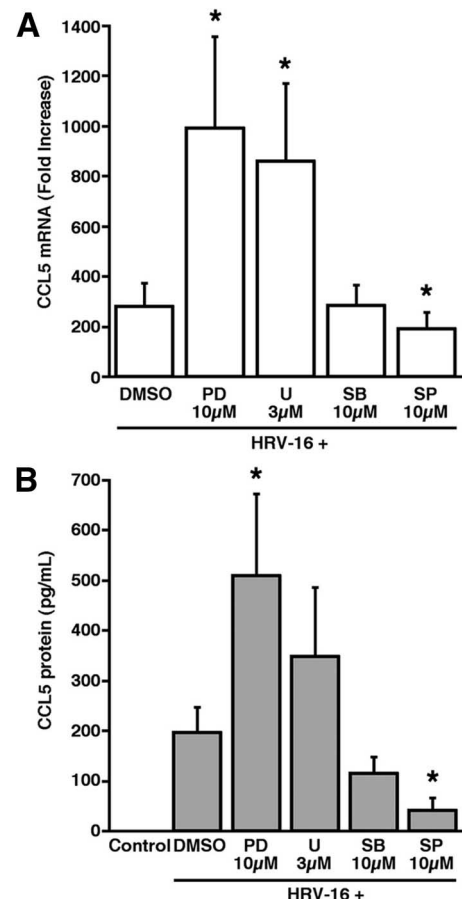 A
CCL5 mRNA (Fold Increase)
1400
1200
1000
800
600
400
200
0
*
*
*
DMSO PD U SB SP
10µM 3µM 10µM 10µM
HRV-16 +
B
CCL5 protein (pg/mL)
700
600
500
400
300
200
100
0
*
*
Control DMSO PD U SB SP
10µM 3µM 10µM 10µM
HRV-16 +